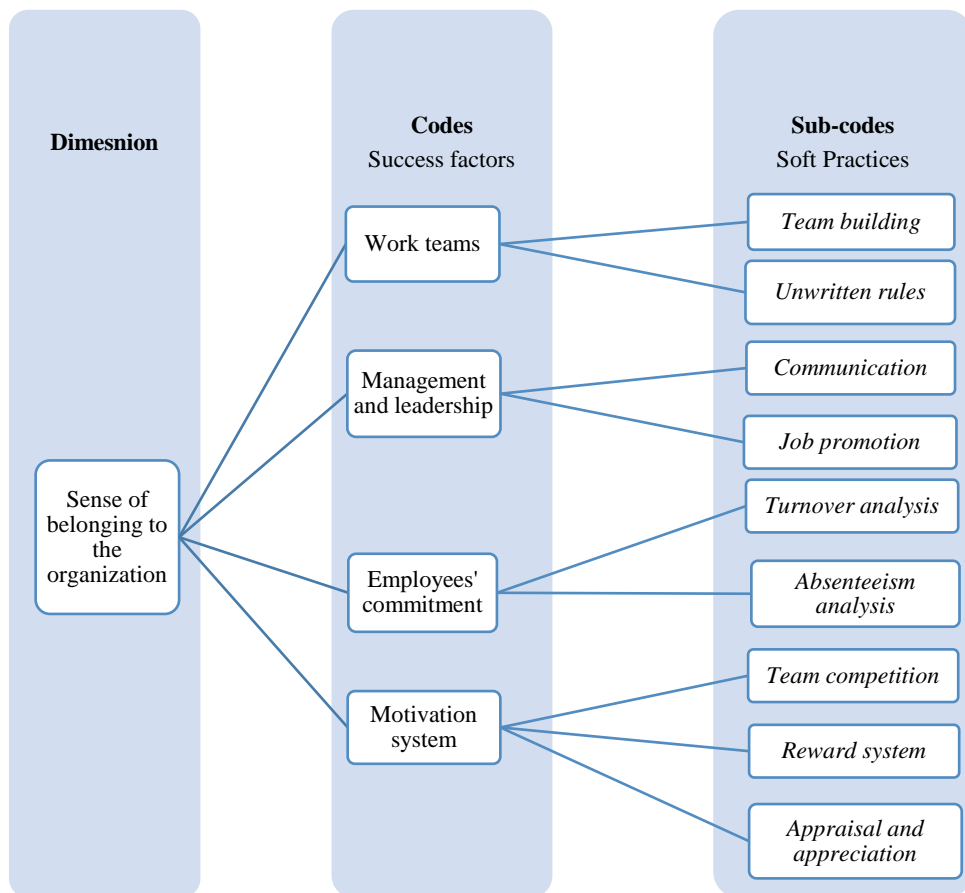 Dimesnion
Codes
Success factors
Sub-codes
Soft Practices
Sense of
belonging to
the
organization
Work teams
Management
and leadership
Employees'
commitment
Motivation
system
Team building
Unwritten rules
Communication
Job promotion
Turnover analysis
Absenteeism
analysis
Team competition
Reward system
Appraisal and
appreciation